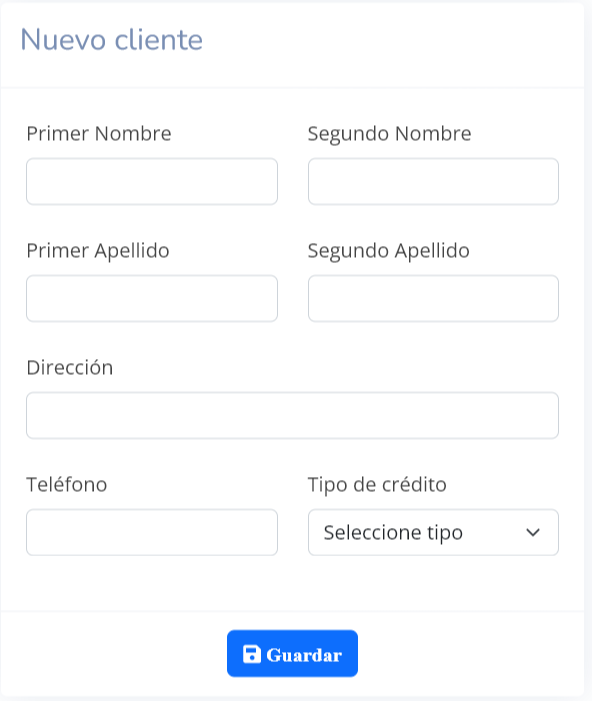 Nuevo cliente
Primer Nombre Segundo Nombre
Primer Apellido Segundo Apellido
Dirección
Teléfono Tipo de crédito
Seleccione tipo
Guardar